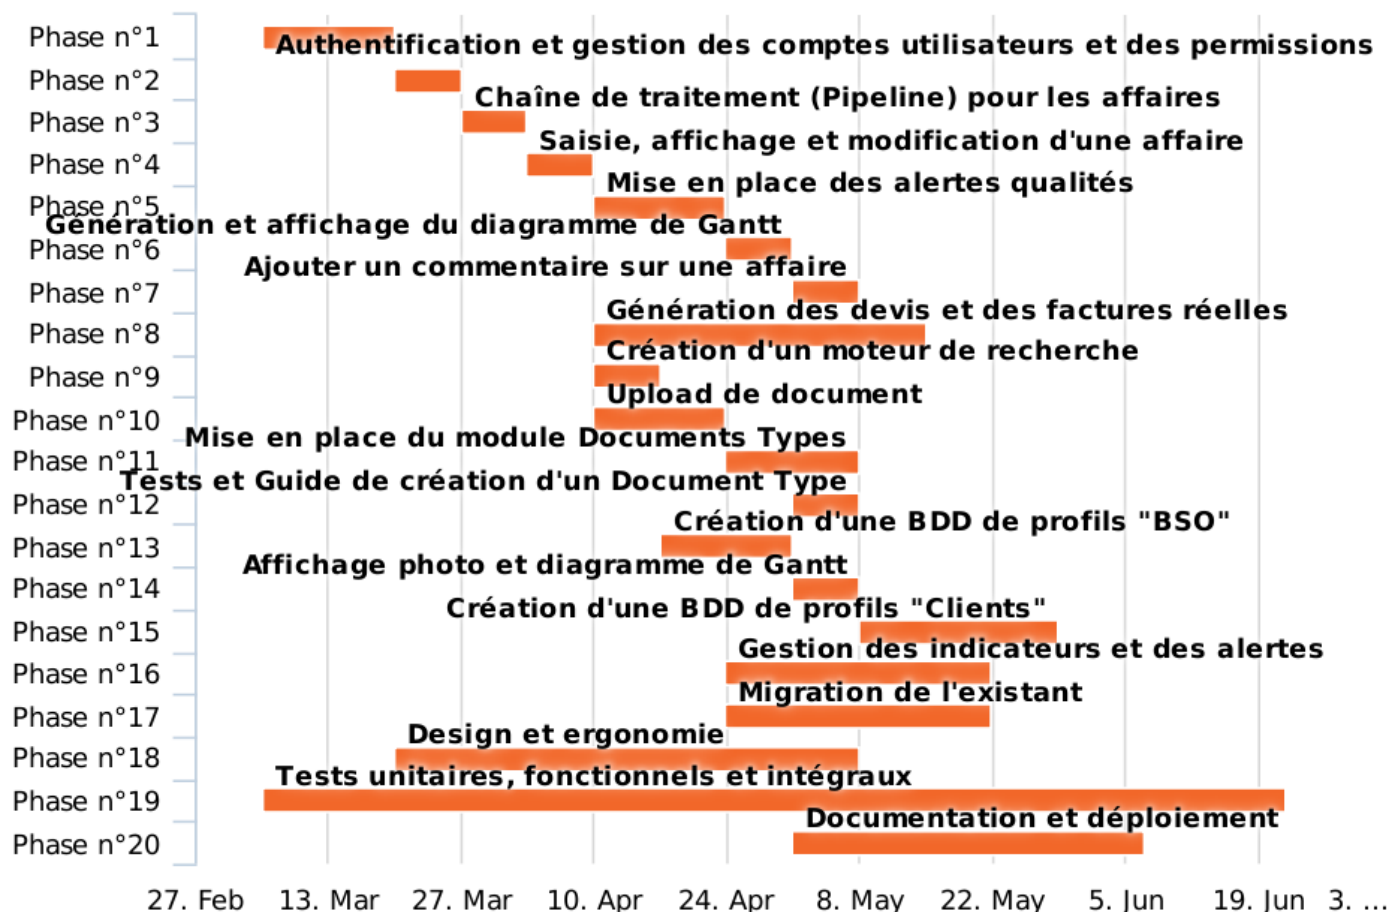 Phase n°1
Authentification et gestion des comptes utilisateurs et des permissions
Phase n°2
Chaîne de traitement (Pipeline) pour les affaires
Phase n°3
Saisie, affichage et modification d'une affaire
Phase n°4
Mise en place des alertes qualités
Phase n°5
Génération et affichage du diagramme de Gantt
Phase n°6
Ajouter un commentaire sur une affaire
Phase n°7
Génération des devis et des factures réelles
Phase n°8
Création d'un moteur de recherche
Phase n°9
Upload de document
Phase n°10
Mise en place du module Documents Types
Phase n°11
Tests et Guide de création d'un Document Type
Phase n°12
Création d'une BDD de profils "BSO"
Phase n°13
Affichage photo et diagramme de Gantt
Phase n°14
Création d'une BDD de profils "Clients"
Phase n°15
Gestion des indicateurs et des alertes
Phase n°16
Migration de l'existant
Phase n°17
Design et ergonomie
Phase n°18
Tests unitaires, fonctionnels et intégraux
Phase n°19
Documentation et déploiement
Phase n°20
27. Feb 13. Mar 27. Mar 10. Apr 24. Apr 8. May 22. May 5. Jun 19. Jun 3. ...